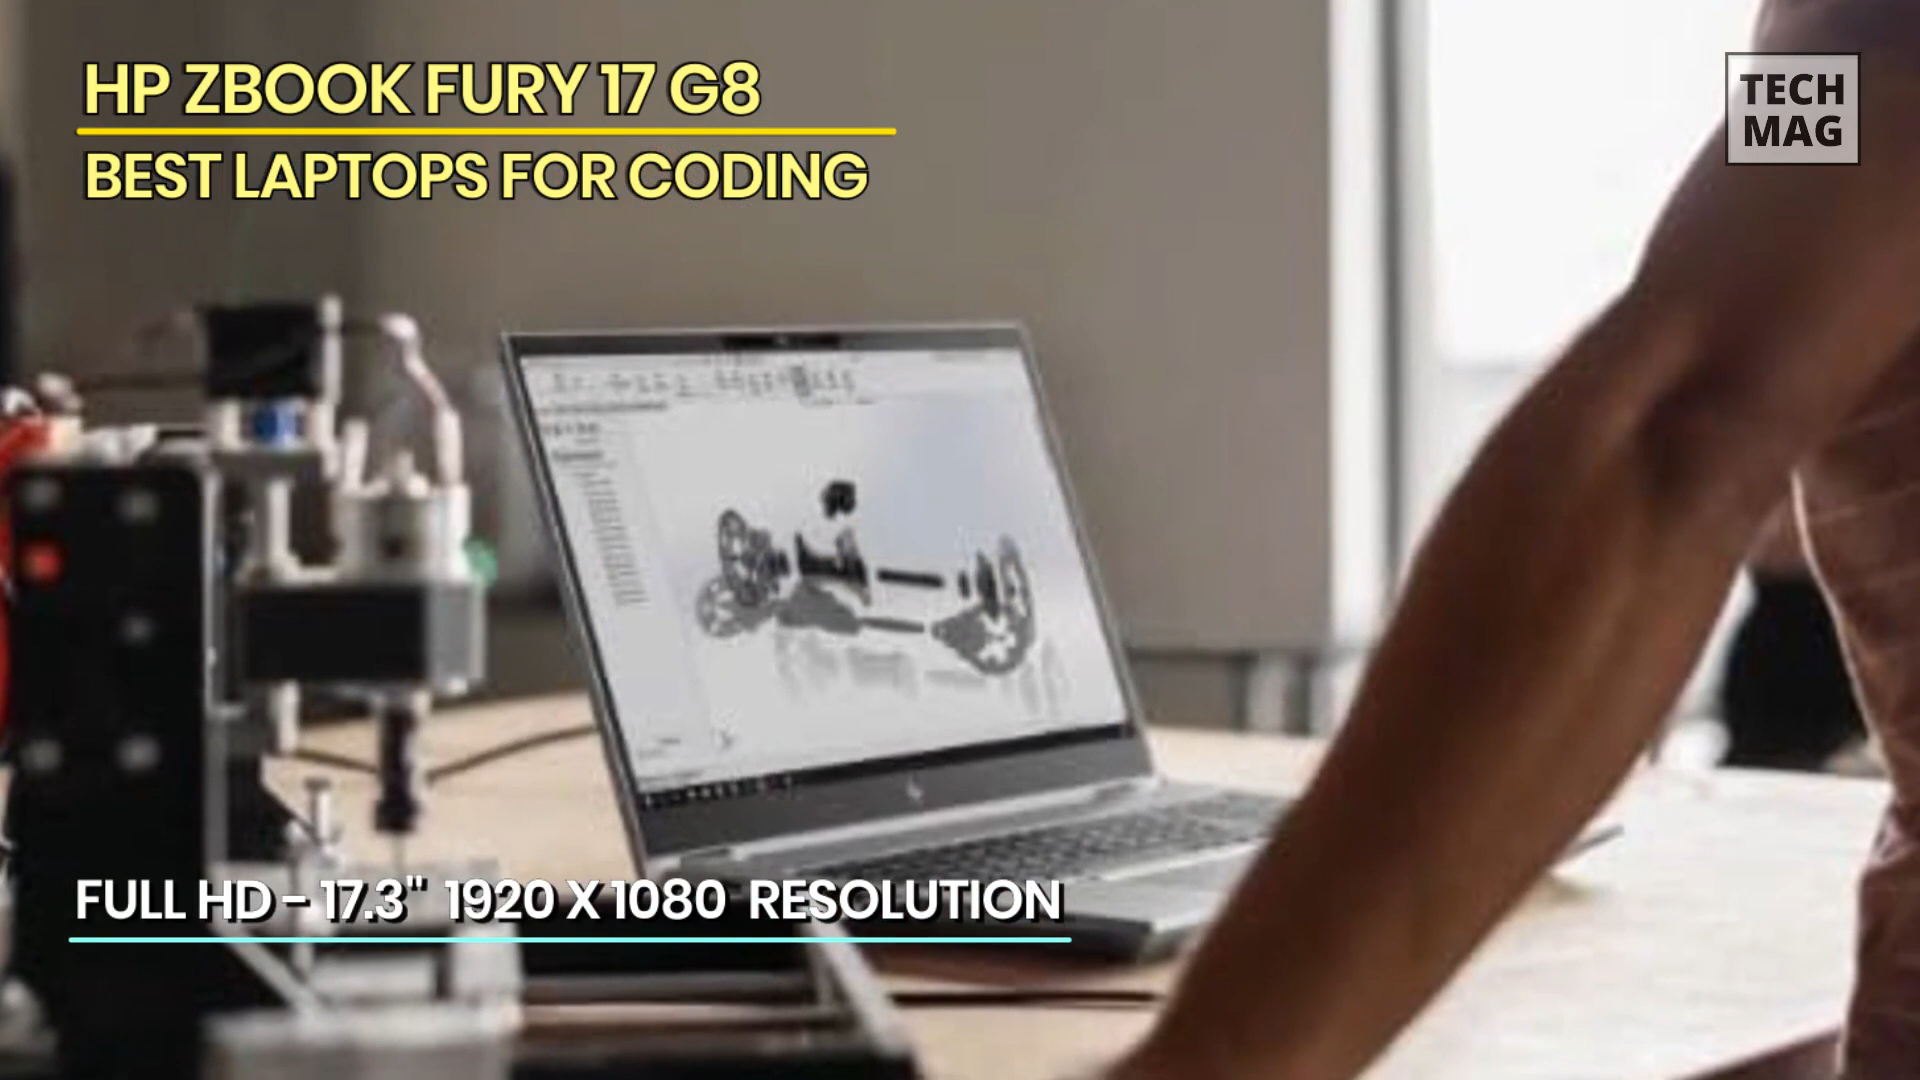 HP ZBOOK FURY 17 G8
BEST LAPTOPS FOR CODING
TECH
MAG
FULL HD - 17.3" 1920 X 1080 RESOLUTION